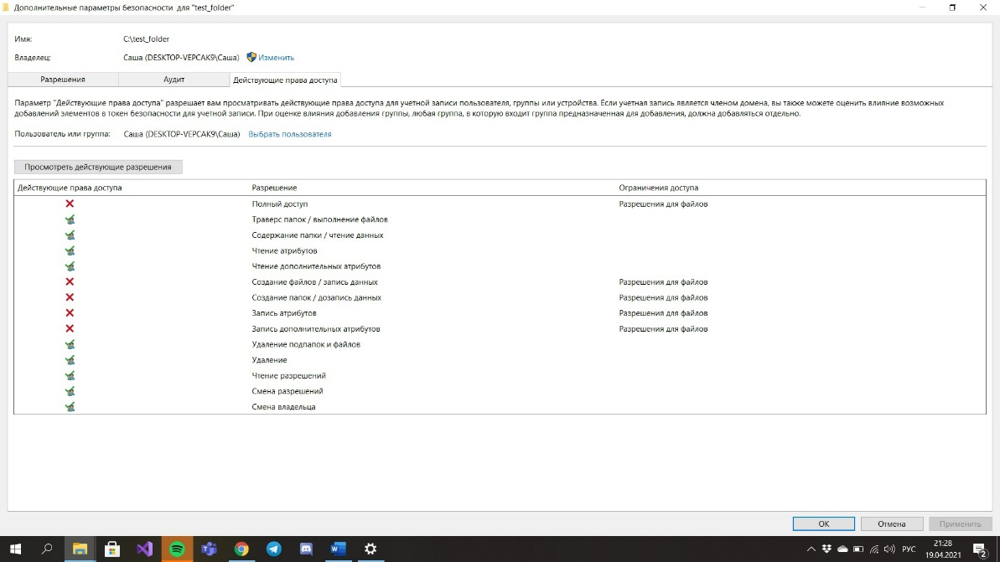 Дополнительные параметры безопасности для "test_folder"
Имя: C:\test_folder
Владелец: Саша (DESKTOP-VEPCAK9\Саша) Изменить
Разрешения Аудит Действующие права доступа
Параметр "Действующие права доступа" разрешает вам просматривать действующие права доступа для учетной записи пользователя, группы или устройства. Если учетная запись является членом домена, вы также можете оценить влияние возможных
добавлений элементов в токен безопасности для учетной записи. При оценке влияния добавления группы, любая группа, в которую входит группа предназначенная для добавления, должна добавляться отдельно.
Пользователь или группа: Саша (DESKTOP-VEPCAK9\Саша) Выбрать пользователя
Просмотреть действующие разрешения
Действующие права доступа Разрешение Ограничения доступа
Полный доступ Разрешения для файлов
Траверс папок / выполнение файлов
Содержание папки / чтение данных
Чтение атрибутов
Чтение дополнительных атрибутов
Создание файлов / запись данных Разрешения для файлов
Создание папок / дозапись данных Разрешения для файлов
Запись атрибутов Разрешения для файлов
Запись дополнительных атрибутов Разрешения для файлов
Удаление подпапок и файлов
Удаление
Чтение разрешений
Смена разрешений
Смена владельца
ОК Отмена Применить
РУС 21:28
19.04.2021 2